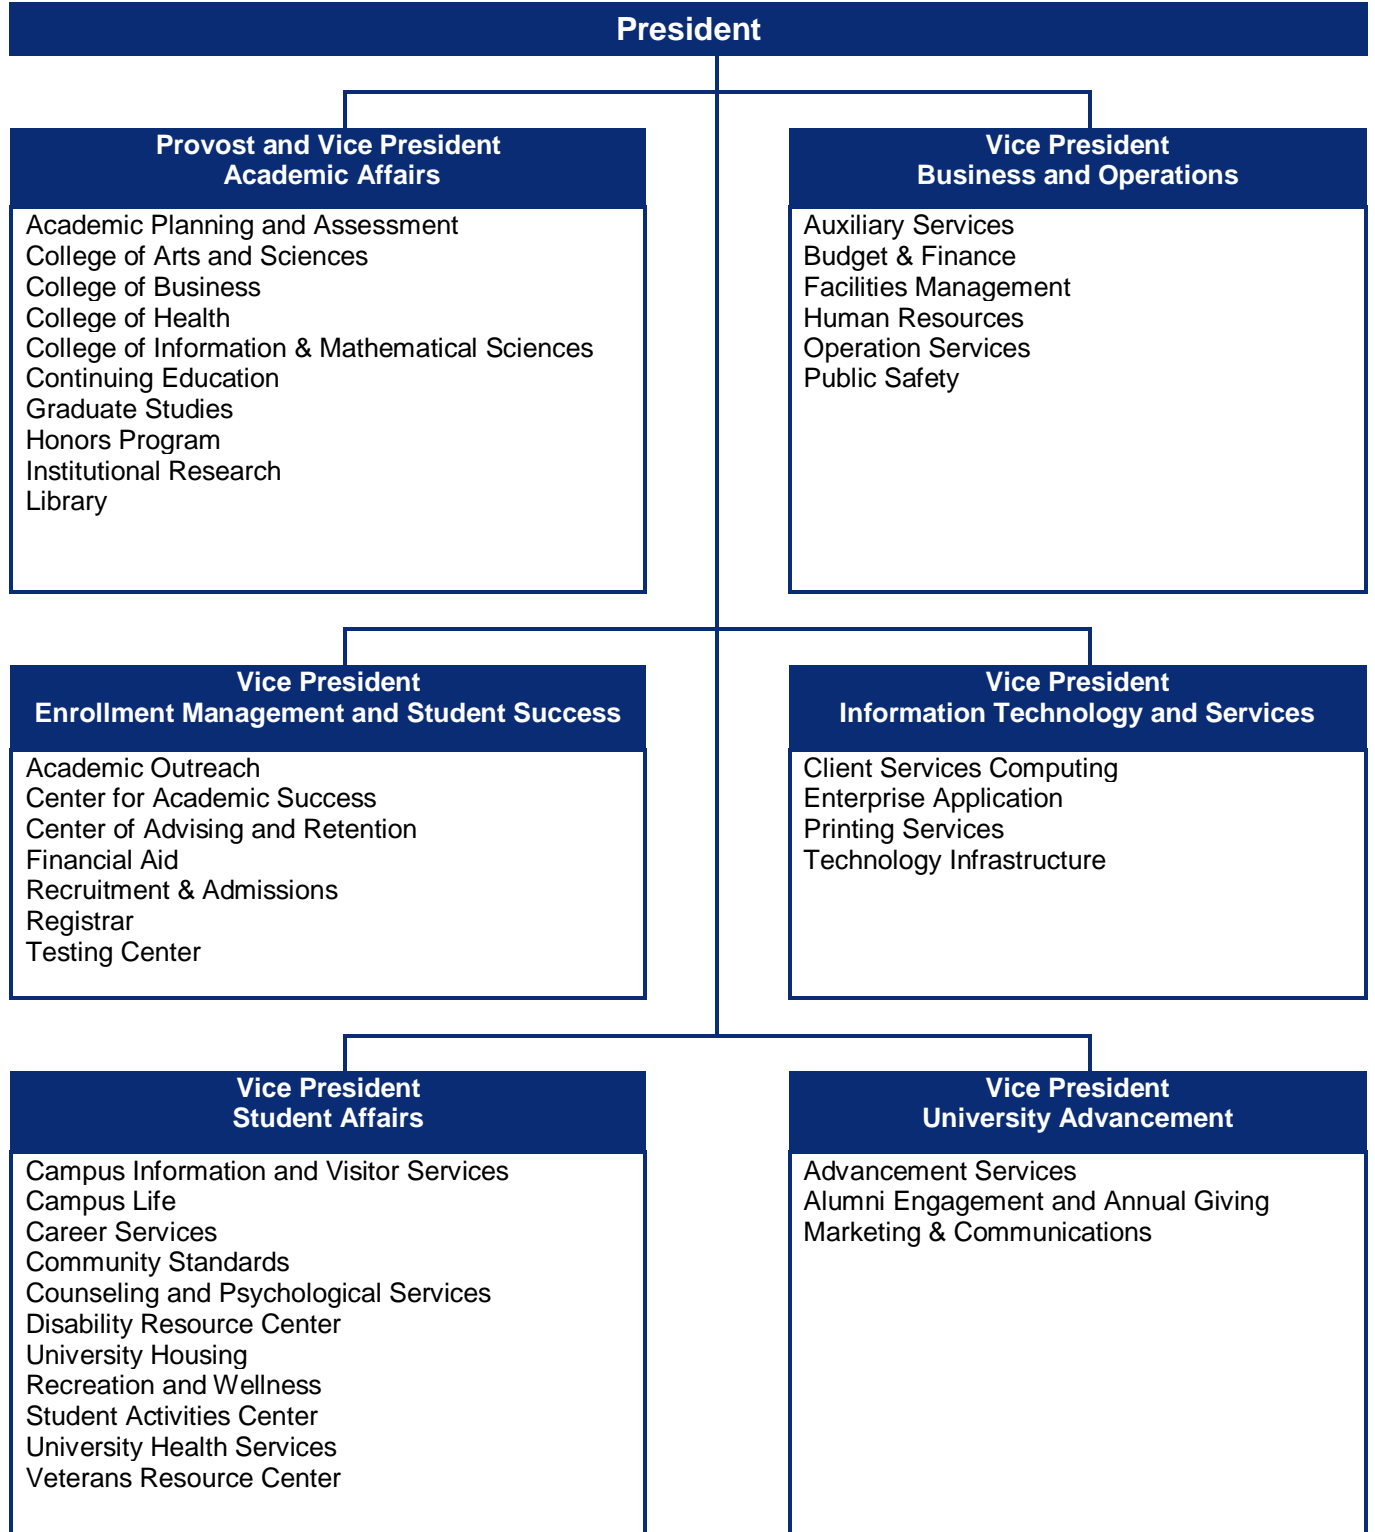 President
Provost and Vice President
Academic Affairs
Academic Planning and Assessment
College of Arts and Sciences
College of Business
College of Health
College of Information & Mathematical Sciences
Continuing Education
Graduate Studies
Honors Program
Institutional Research
Library
Vice President
Business and Operations
Auxiliary Services
Budget & Finance
Facilities Management
Human Resources
Operation Services
Public Safety
Vice President
Enrollment Management and Student Success
Academic Outreach
Center for Academic Success
Center of Advising and Retention
Financial Aid
Recruitment & Admissions
Registrar
Testing Center
Vice President
Information Technology and Services
Client Services Computing
Enterprise Application
Printing Services
Technology Infrastructure
Vice President
Student Affairs
Campus Information and Visitor Services
Campus Life
Career Services
Community Standards
Counseling and Psychological Services
Disability Resource Center
University Housing
Recreation and Wellness
Student Activities Center
University Health Services
Veterans Resource Center
Vice President
University Advancement
Advancement Services
Alumni Engagement and Annual Giving
Marketing & Communications